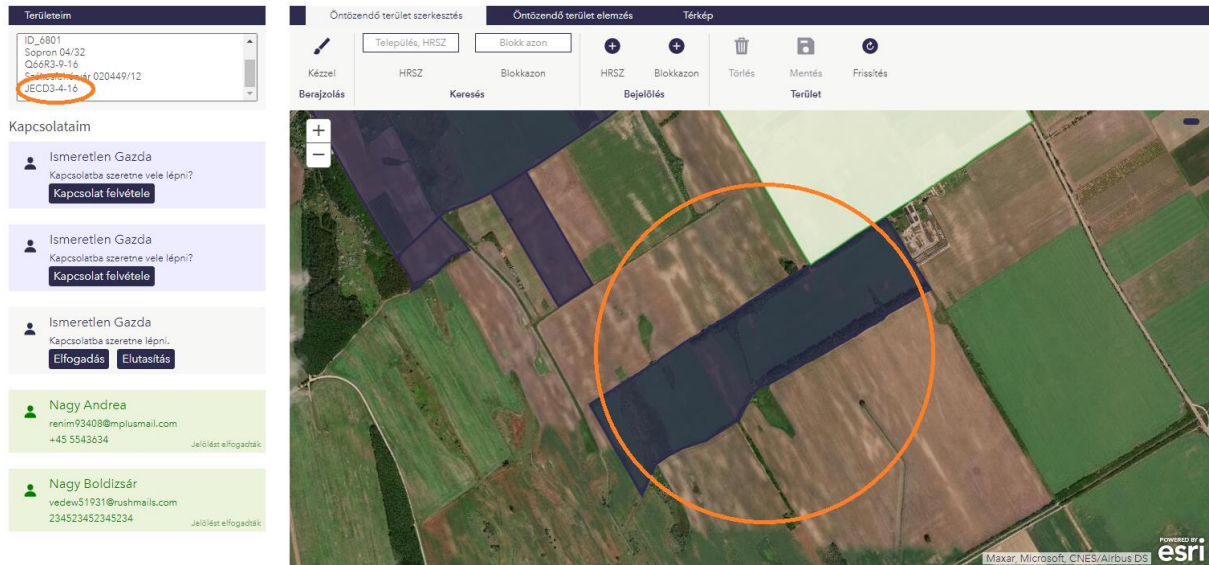 Területeim
ID_6801
Sopron 04/32
Q66R3-9-16
Székesfehérvár 020449/12
JECD3-4-16
Kapcsolataim
Ismeretlen Gazda
Kapcsolatba szeretne vele lépni?
Kapcsolat felvétele
Ismeretlen Gazda
Kapcsolatba szeretne vele lépni?
Kapcsolat felvétele
Ismeretlen Gazda
Kapcsolatba szeretne lépni.
Elfogadás Elutasítás
Nagy Andrea
renim93408@mplusmail.com
+45 5543634
Jelölést elfogadták
Nagy Boldizsár
vedew51931@rushmails.com
234523452345234
Jelölést elfogadták
Öntözendő terület szerkesztés Öntözendő terület elemzés Térkép
Település, HRSZ Blokk azon
Kézzel HRSZ Blokkazon HRSZ Blokkazon Törlés Mentés Frissítés
Berajzolás Keresés Bejelölés Terület
+
−
Maxar, Microsoft, CNES/Airbus DS
POWERED BY
esri